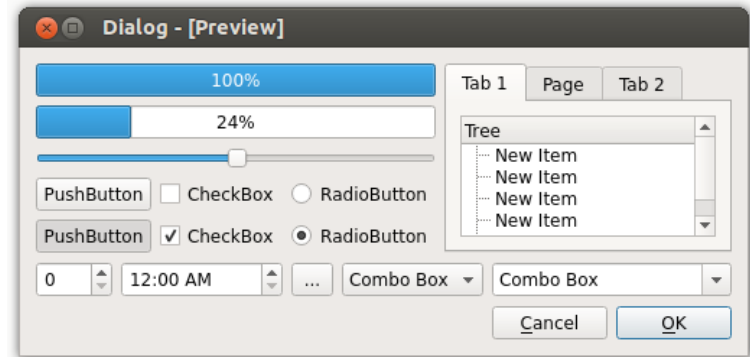 Dialog - [Preview]
100%
24%
PushButton CheckBox RadioButton
PushButton CheckBox RadioButton
Tab 1 Page Tab 2
Tree
New Item
New Item
New Item
New Item
0 12:00 AM ... Combo Box Combo Box
Cancel OK